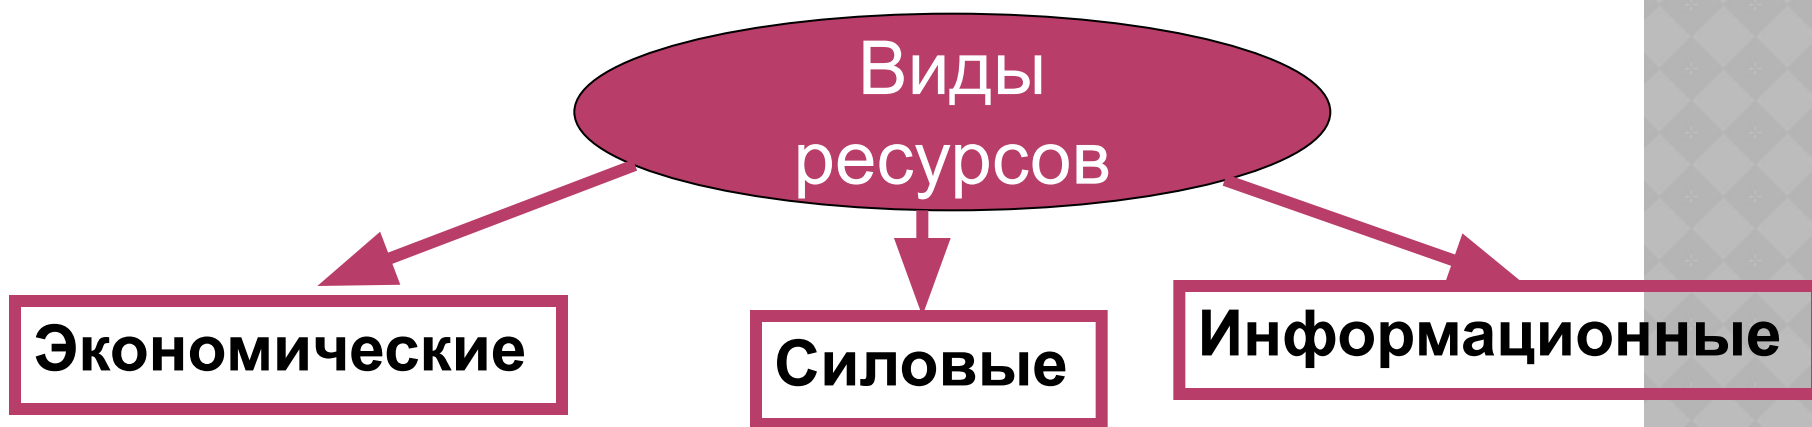 Виды
ресурсов
Экономические
Силовые
Информационные